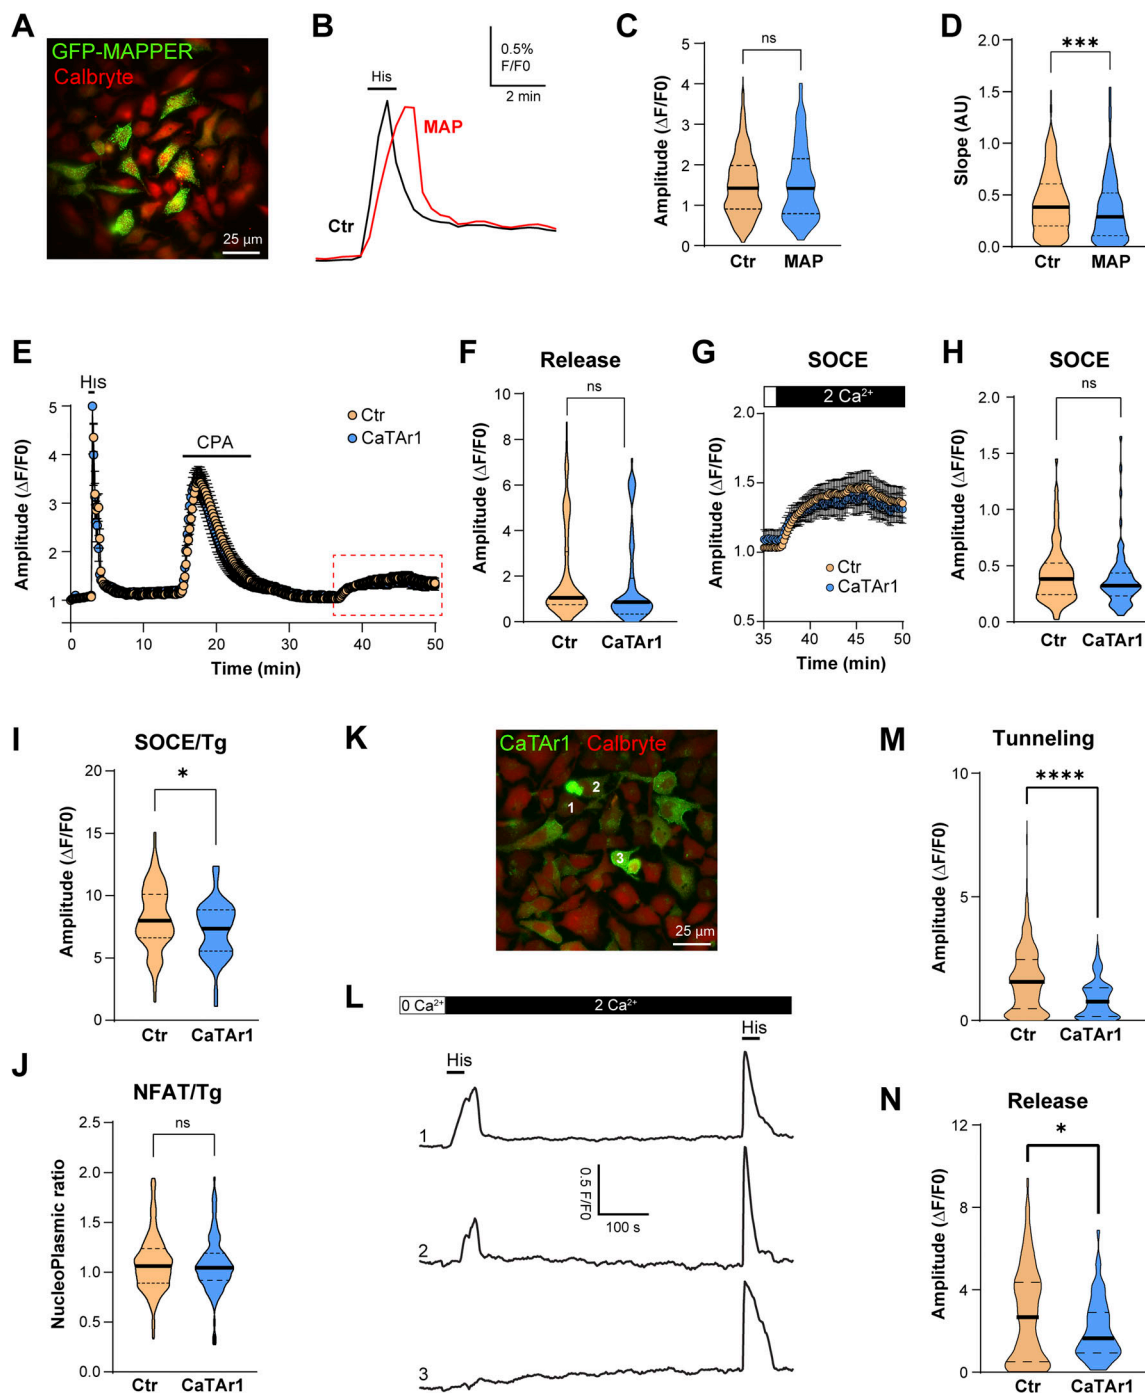 A
GFP-MAPPER
Calbryte
25 µm
B
0.5%
F/F0
2 min
His
MAP
Ctr
C
ns
Amplitude (ΔF/F0)
5
4
3
2
1
0
Ctr MAP
D
***
Slope (AU)
2.0
1.5
1.0
0.5
0.0
Ctr MAP
E
His
CPA
Ctr
CaTAr1
Amplitude (ΔF/F0)
5
4
3
2
1
0 10 20 30 40 50
Time (min)
F
Release
ns
Amplitude (ΔF/F0)
10
8
6
4
2
0
Ctr CaTAr1
G
SOCE
2 Ca²⁺
Amplitude (ΔF/F0)
2.0
1.5
1.0
0.5
Ctr
CaTAr1
35 40 45 50
Time (min)
H
SOCE
ns
Amplitude (ΔF/F0)
2.0
1.5
1.0
0.5
0.0
Ctr CaTAr1
I
SOCE/Tg
*
Amplitude (ΔF/F0)
20
15
10
5
0
Ctr CaTAr1
J
NFAT/Tg
ns
NucleoPlasmic ratio
2.5
2.0
1.5
1.0
0.5
0.0
Ctr CaTAr1
K
CaTAr1 Calbryte
1
2
3
25 µm
L
0 Ca²⁺ 2 Ca²⁺
His His
1
0.5 F/F0
100 s
2
3
M
Tunneling
****
Amplitude (ΔF/F0)
10
5
0
Ctr CaTAr1
N
Release
*
Amplitude (ΔF/F0)
12
8
4
0
Ctr CaTAr1